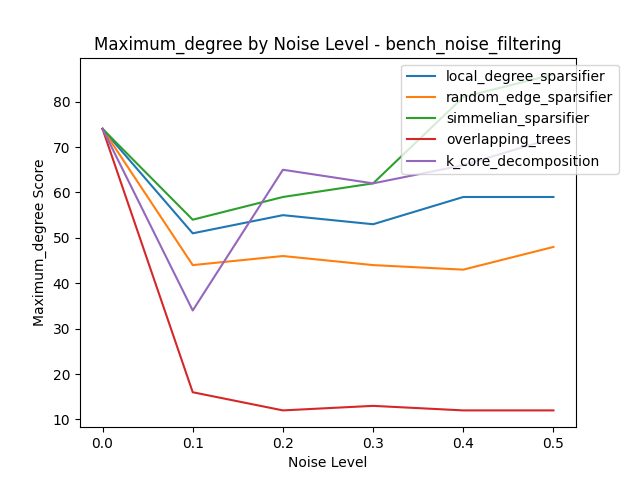 Maximum_degree by Noise Level - bench_noise_filtering
local_degree_sparsifier
random_edge_sparsifier
simmelian_sparsifier
overlapping_trees
k_core_decomposition
Maximum_degree Score
80
70
60
50
40
30
20
10
0.0 0.1 0.2 0.3 0.4 0.5
Noise Level